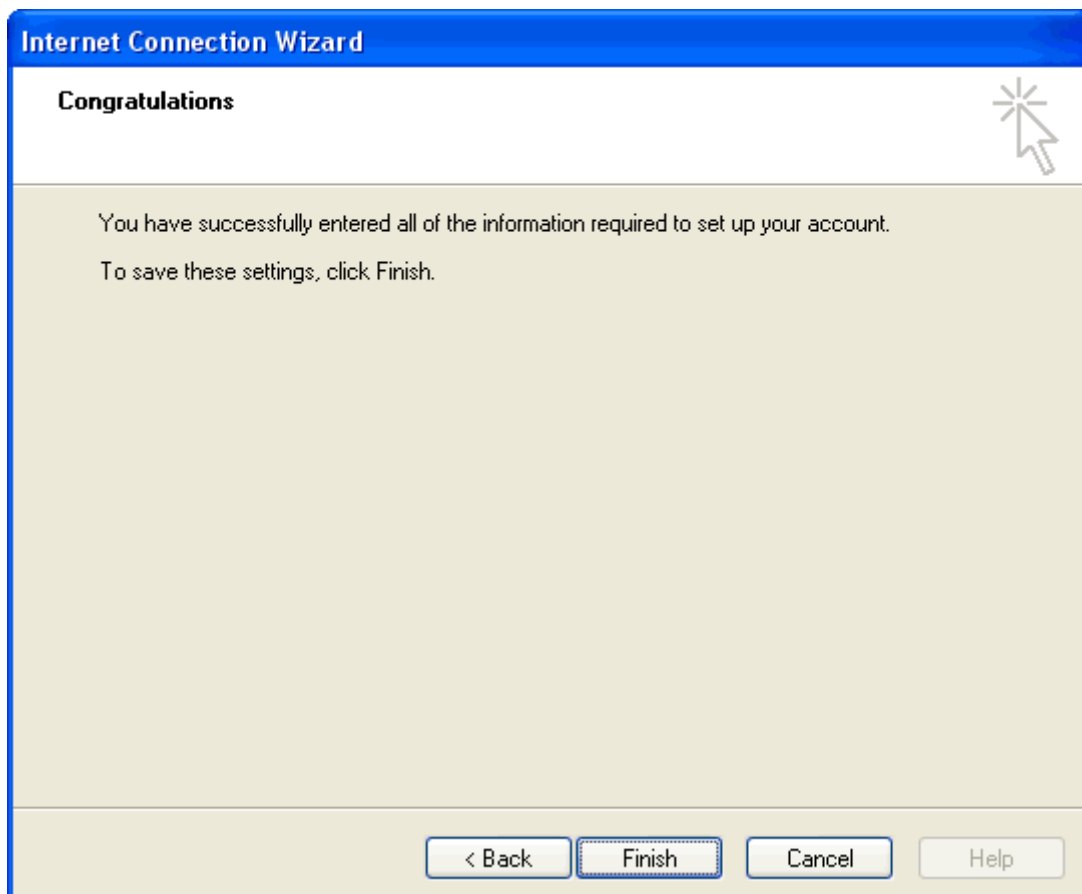 Internet Connection Wizard
Congratulations
You have successfully entered all of the information required to set up your account.
To save these settings, click Finish.
< Back Finish Cancel Help